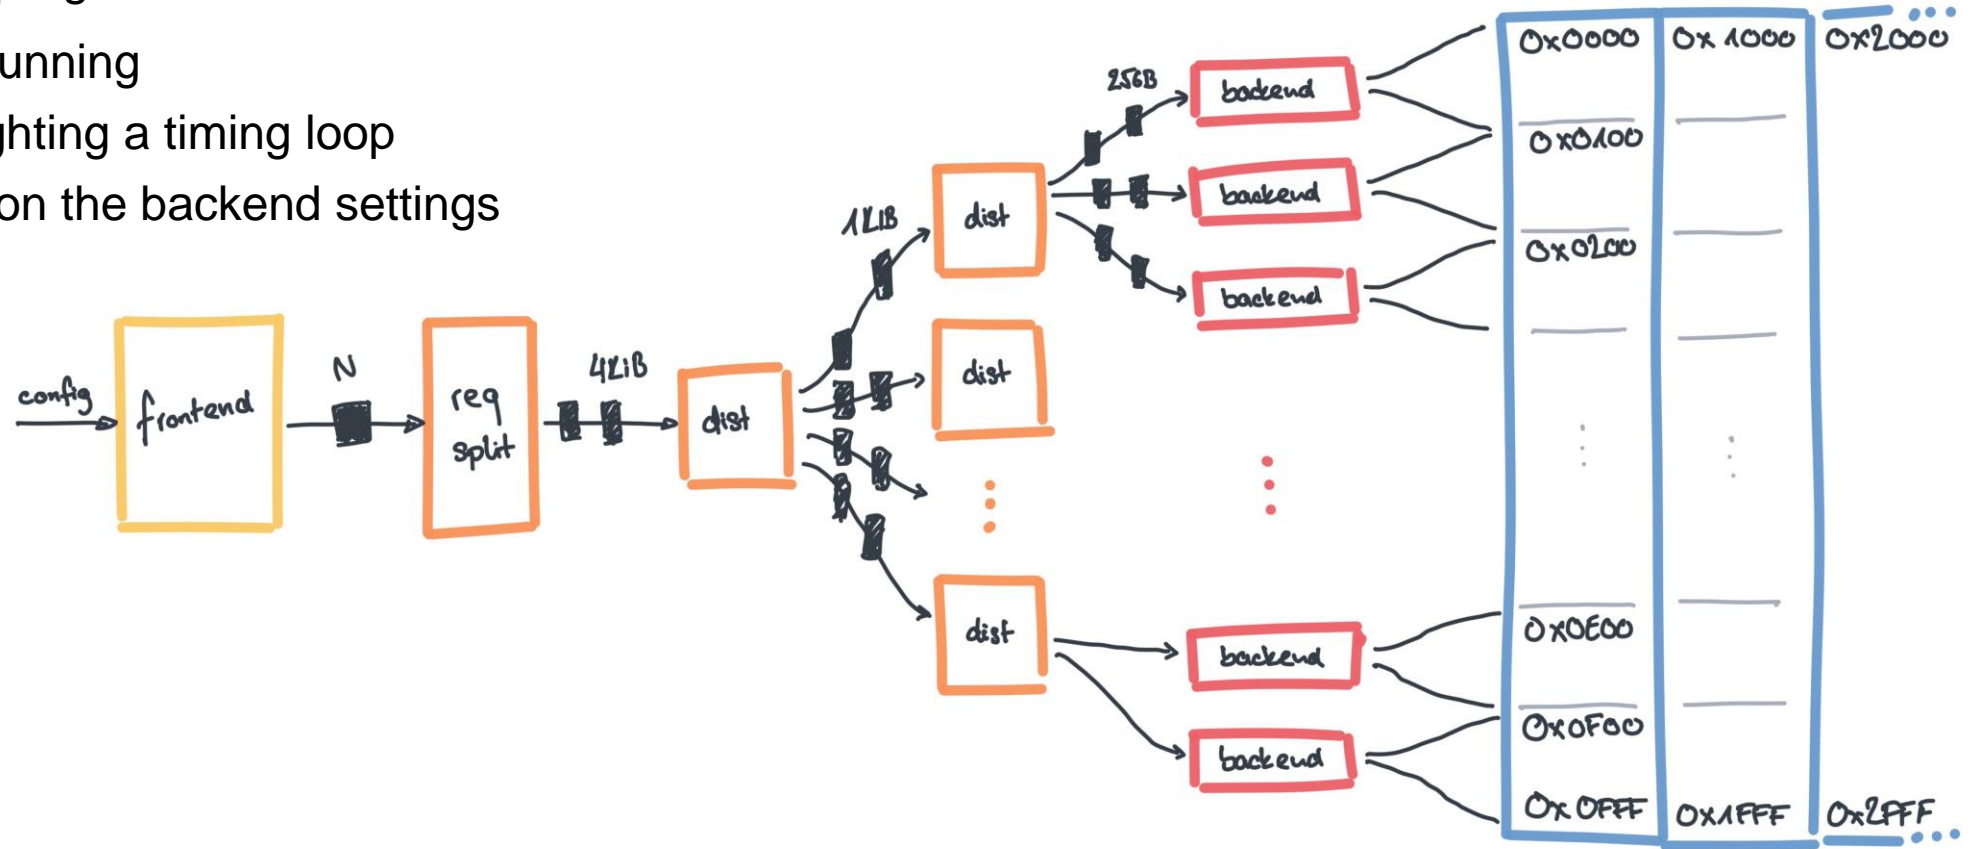 unning
ghting a timing loop
on the backend settings
config
frontend
N
req
split
4KiB
dist
1KiB
dist
dist
dist
256B
backend
backend
backend
backend
backend
0x0000 0x1000 0x2000
0x0100
0x0200
0x0E00
0x0F00
0x0FFF 0x1FFF 0x2FFF